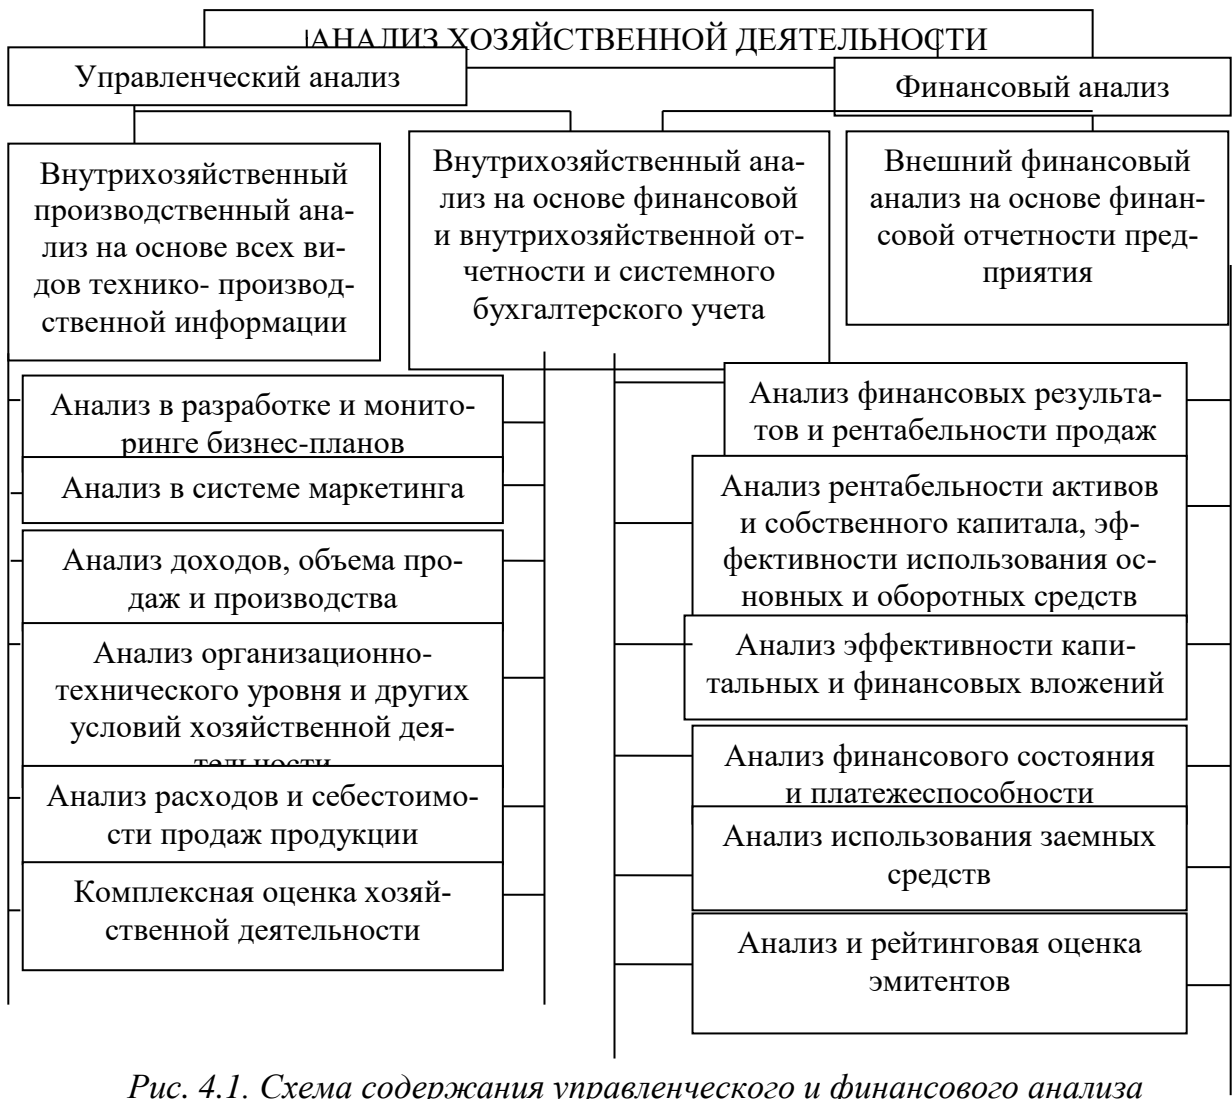 АНАЛИЗ ХОЗЯЙСТВЕННОЙ ДЕЯТЕЛЬНОСТИ
Управленческий анализ
Финансовый анализ
Внутрихозяйственный
производственный ана-
лиз на основе всех ви-
дов технико- производ-
ственной информации
Внутрихозяйственный ана-
лиз на основе финансовой
и внутрихозяйственной от-
четности и системного
бухгалтерского учета
Внешний финансовый
анализ на основе финан-
совой отчетности пред-
приятия
Анализ в разработке и монито-
ринге бизнес-планов
Анализ в системе маркетинга
Анализ доходов, объема про-
даж и производства
Анализ организационно-
технического уровня и других
условий хозяйственной дея-
тельности
Анализ расходов и себестоимо-
сти продаж продукции
Комплексная оценка хозяй-
ственной деятельности
Анализ финансовых результа-
тов и рентабельности продаж
Анализ рентабельности активов
и собственного капитала, эф-
фективности использования ос-
новных и оборотных средств
Анализ эффективности капи-
тальных и финансовых вложений
Анализ финансового состояния
и платежеспособности
Анализ использования заемных
средств
Анализ и рейтинговая оценка
эмитентов
Рис. 4.1. Схема содержания управленческого и финансового анализа